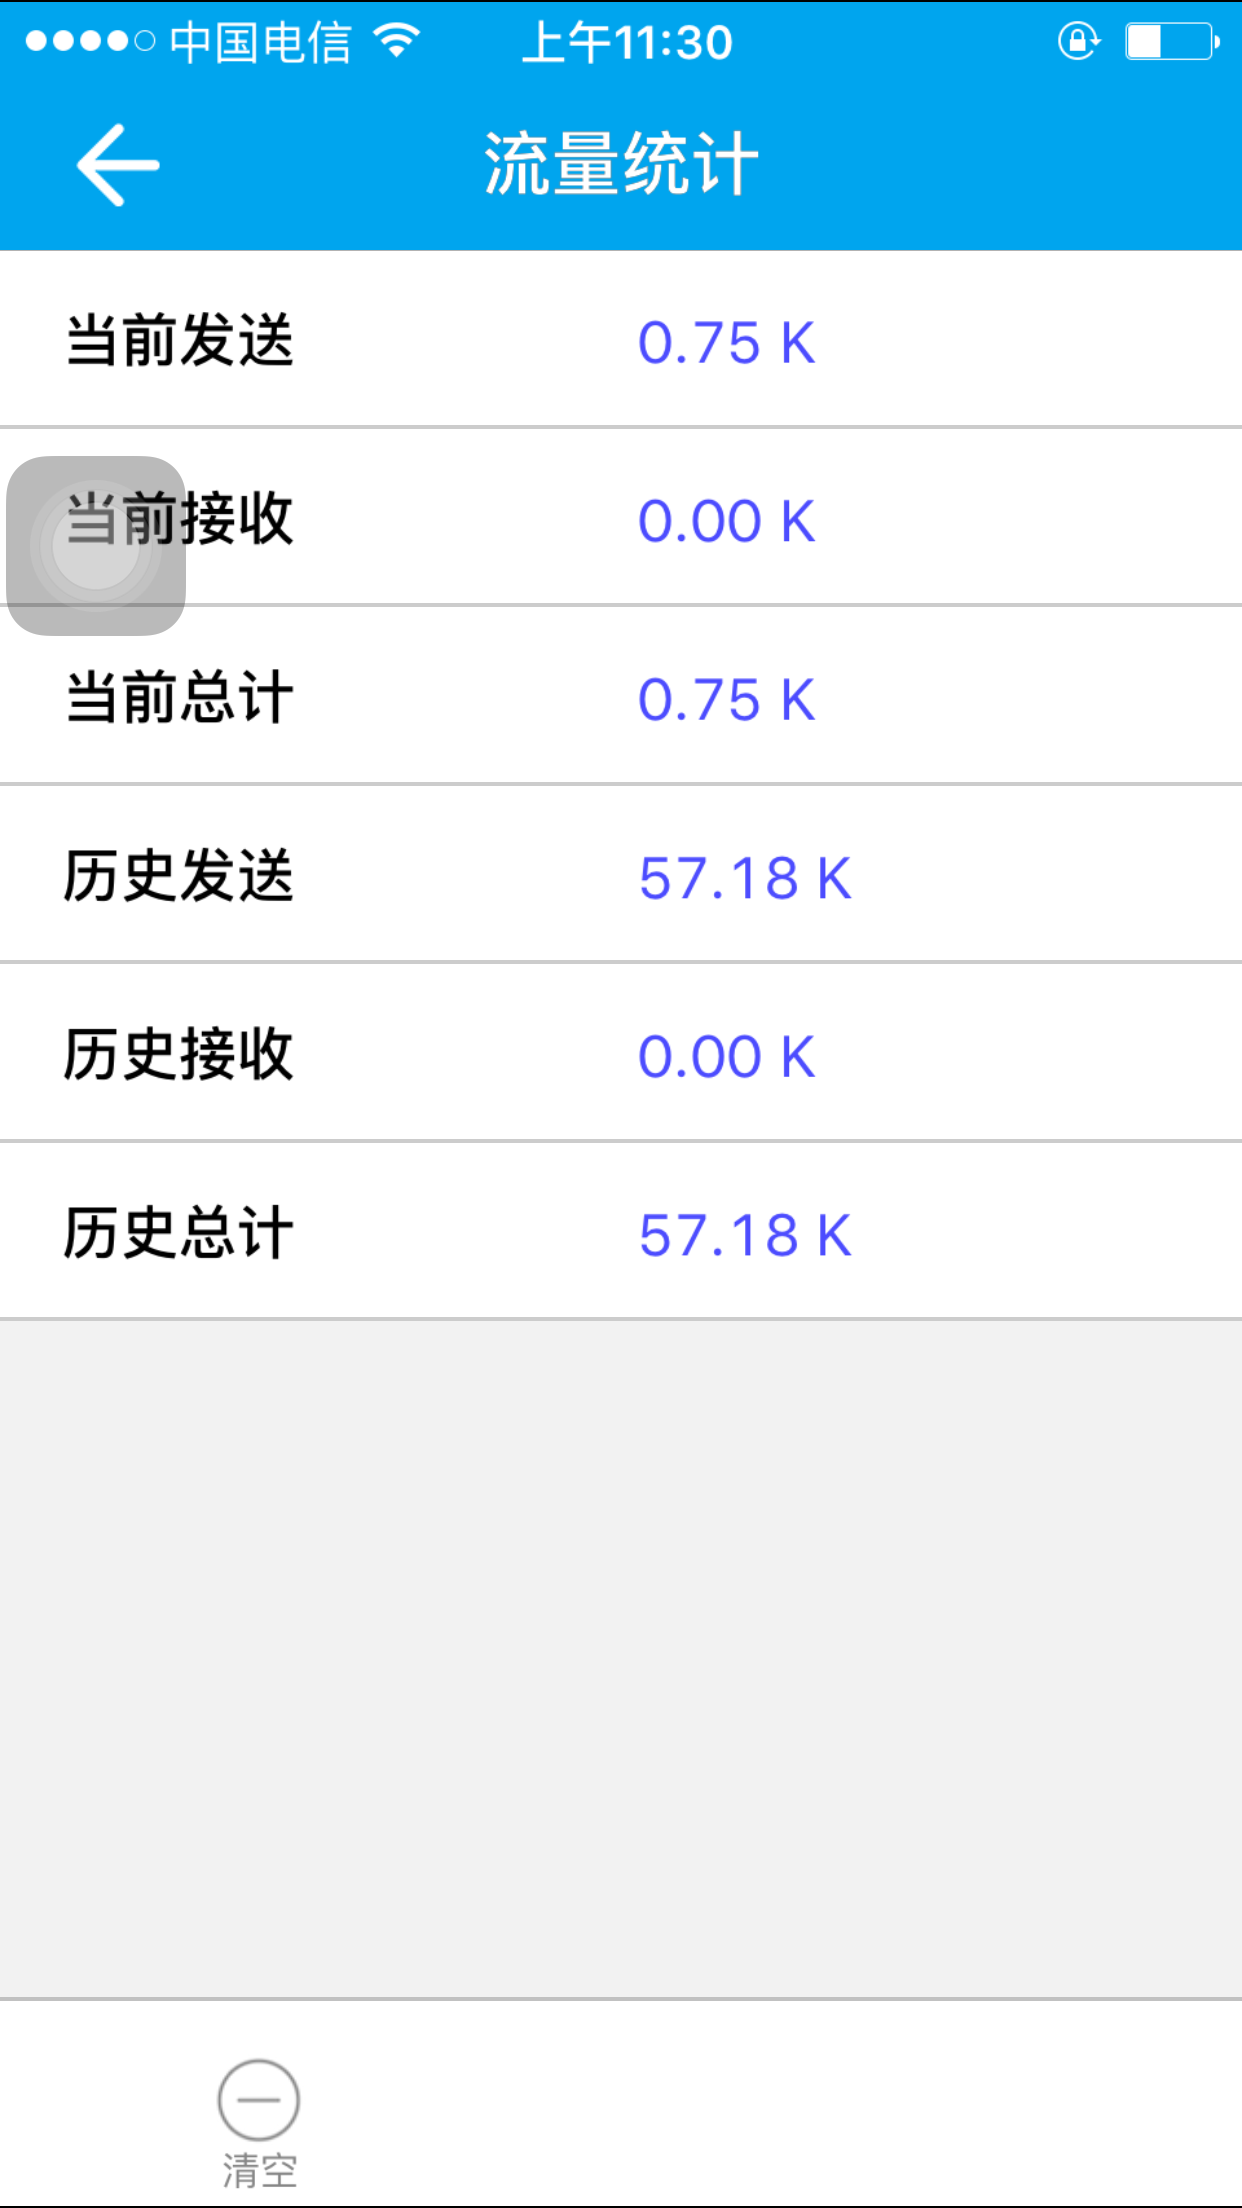 中国电信 上午11:30
流量统计
当前发送 0.75 K
当前接收 0.00 K
当前总计 0.75 K
历史发送 57.18 K
历史接收 0.00 K
历史总计 57.18 K
清空